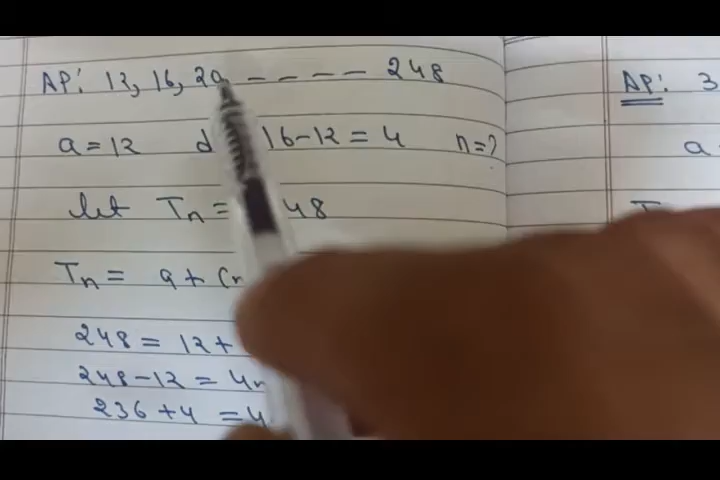 AP: 12, 16, 20, ---- 248
a = 12 d 16-12 = 4 n=?
let Tn = 48
Tn = a + (n
248 = 12 +
248-12 = 4n
236 + 4 = 4
AP: 3
a